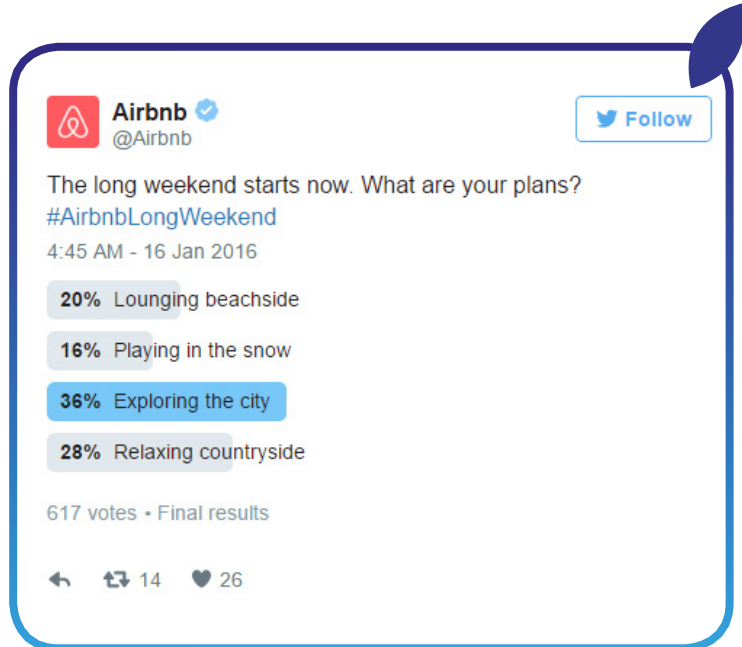 Airbnb
@Airbnb
Follow
The long weekend starts now. What are your plans?
#AirbnbLongWeekend
4:45 AM - 16 Jan 2016
20% Lounging beachside
16% Playing in the snow
36% Exploring the city
28% Relaxing countryside
617 votes • Final results
14 26